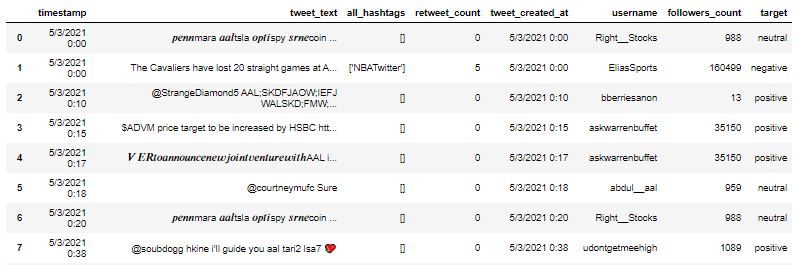 timestamp tweet_text all_hashtags retweet_count tweet_created_at username followers_count target
0 5/3/2021 0:00 pennmara aaltsla optispy srnecoin ... [] 0 5/3/2021 0:00 Right__Stocks 988 neutral
1 5/3/2021 0:00 The Cavaliers have lost 20 straight games at A... ['NBATwitter'] 5 5/3/2021 0:00 EliasSports 160499 negative
2 5/3/2021 0:10 @StrangeDiamond5 AAL;SKDFJAOW;IEFJ WALSKD;FMW;... [] 0 5/3/2021 0:10 bberriesanon 13 positive
3 5/3/2021 0:15 $ADVM price target to be increased by HSBC htt... [] 0 5/3/2021 0:15 askwarrenbuffet 35150 positive
4 5/3/2021 0:17 VERtoannouncenewjointventurewithAAL i... [] 0 5/3/2021 0:17 askwarrenbuffet 35150 positive
5 5/3/2021 0:18 @courtneymufc Sure [] 0 5/3/2021 0:18 abdul__aal 959 neutral
6 5/3/2021 0:20 pennmara aaltsla optispy srnecoin ... [] 0 5/3/2021 0:20 Right__Stocks 988 neutral
7 5/3/2021 0:38 @soubdogg hkine i'll guide you aal tari2 lsa7 💖 [] 0 5/3/2021 0:38 udontgetmeehigh 1089 positive